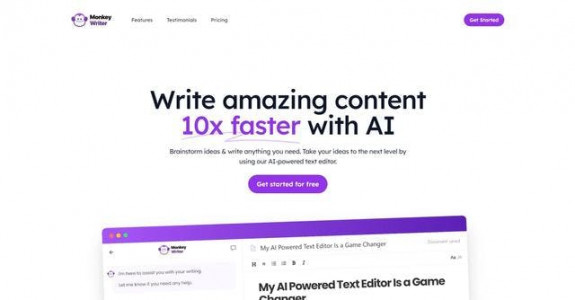 Monkey
Writer
Features
Testimonials
Pricing
Get Started
Write amazing content
10x faster with AI
Brainstorm ideas & write anything you need. Take your ideas to the next level by
using our AI-powered text editor.
Get started for free
Monkey
Writer
I'm here to assist you with your writing.
Let me know if you need any help.
My AI Powered Text Editor Is a Game Changer
B
I
Aa
My AI Powered Text Editor Is a Game
Changer